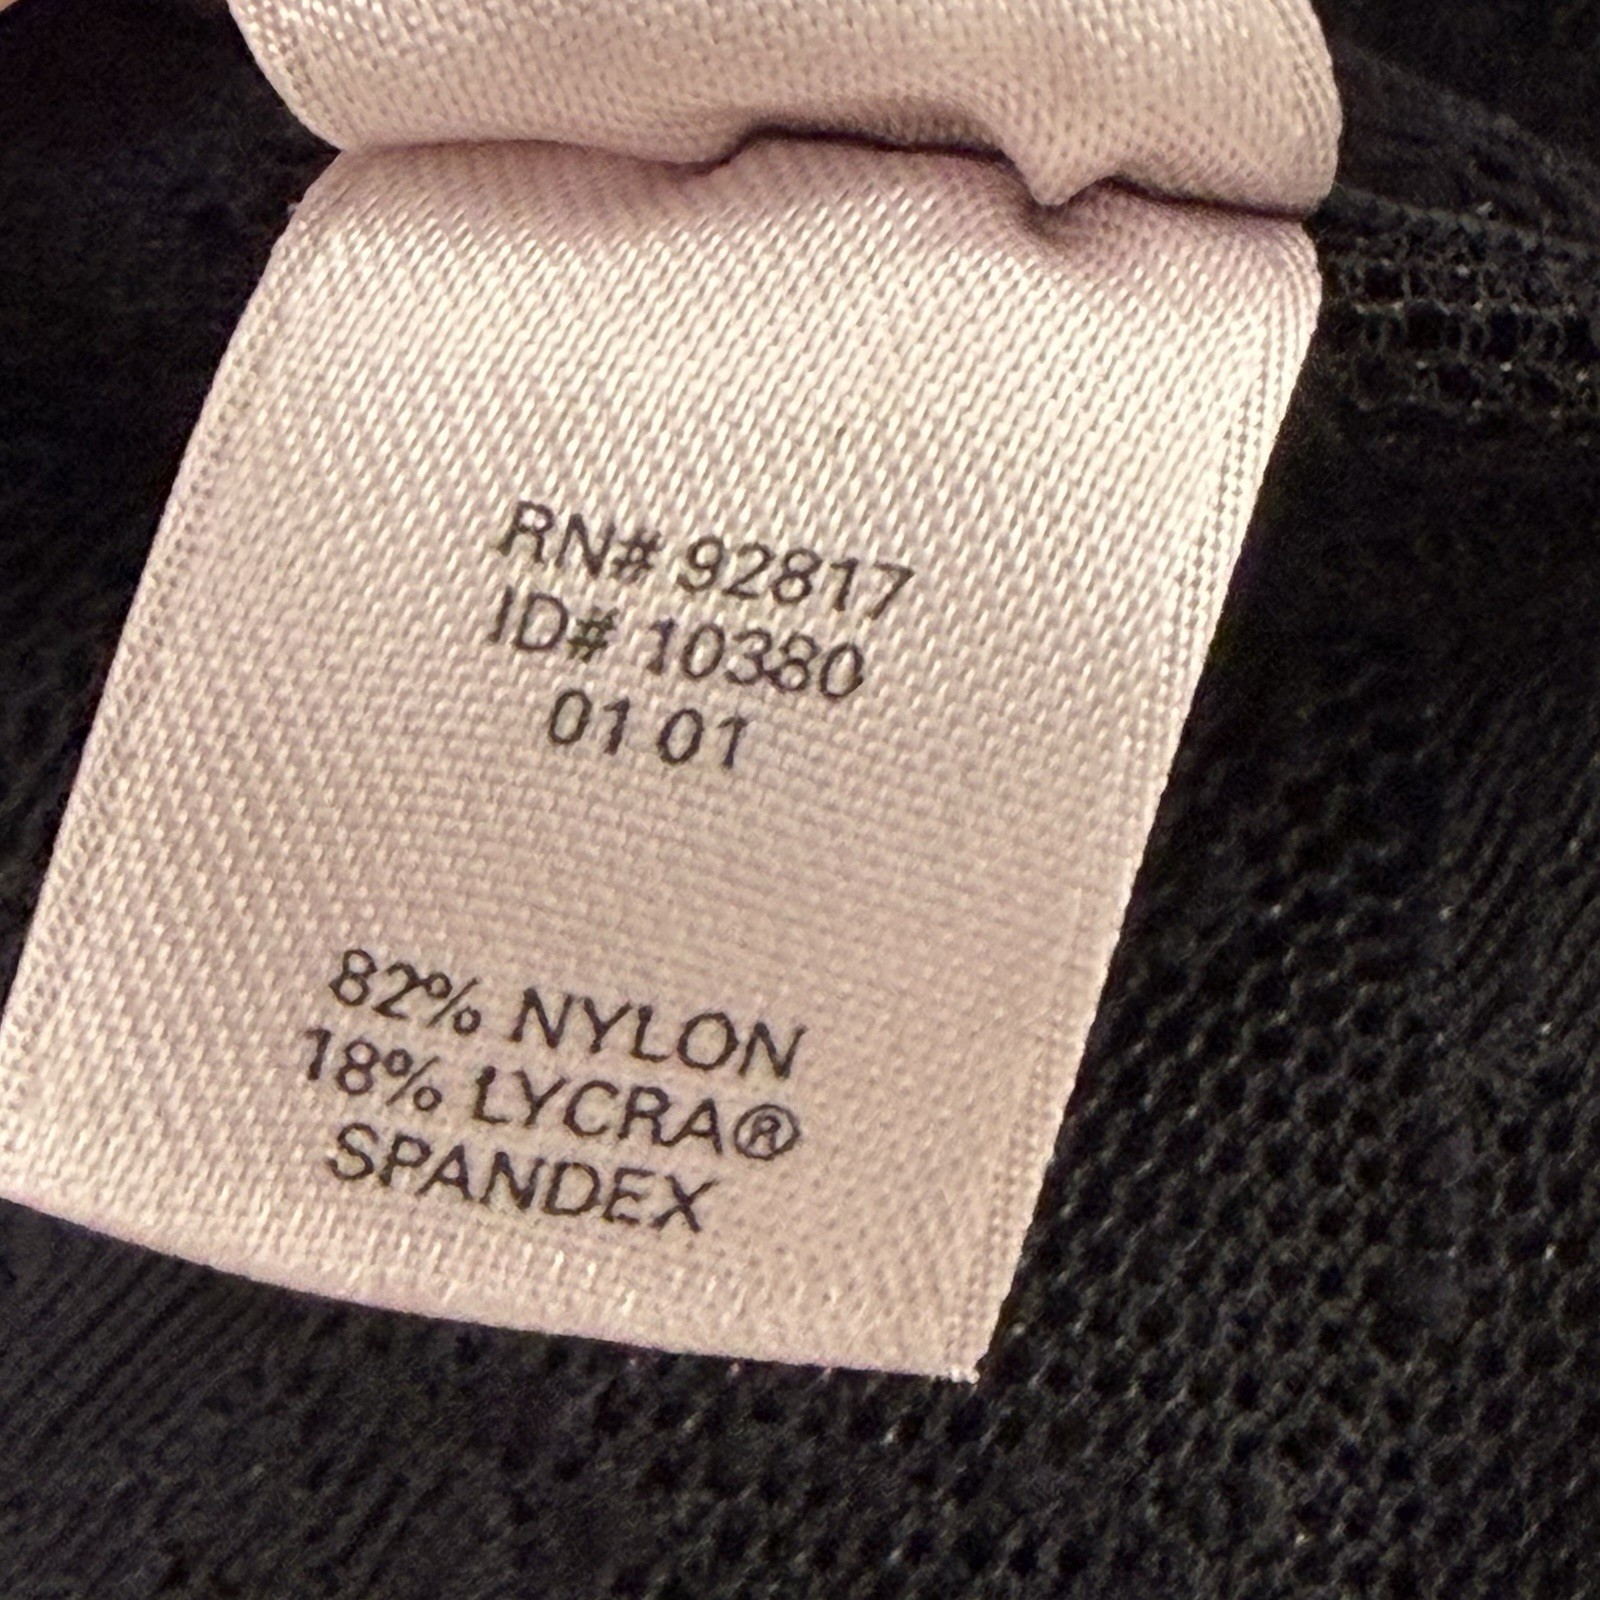 RN# 92817
ID# 10380
01 01
82% NYLON
18% LYCRA®
SPANDEX